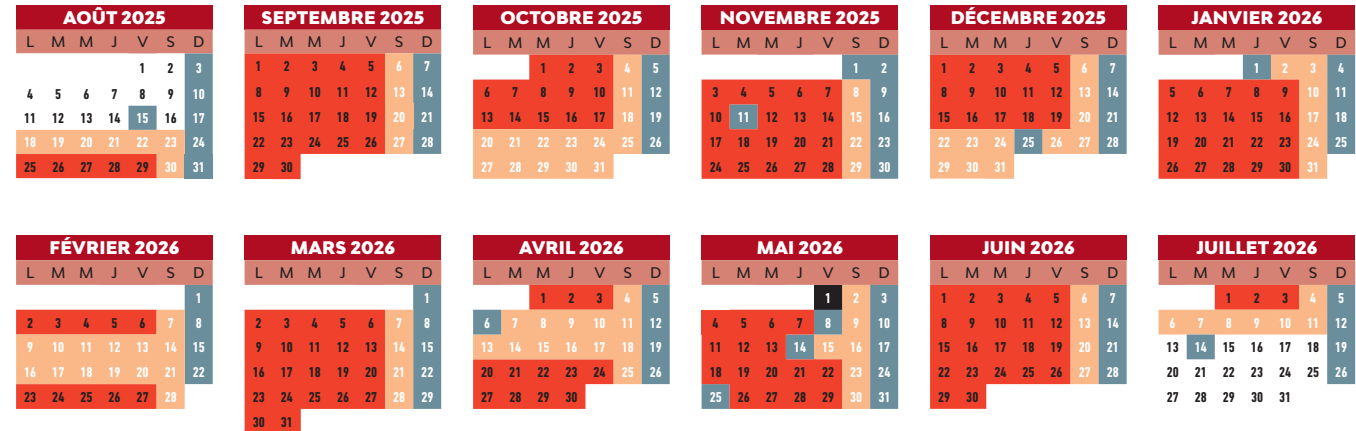 AOÛT 2025
L M M J V S D
1 2 3
4 5 6 7 8 9 10
11 12 13 14 15 16 17
18 19 20 21 22 23 24
25 26 27 28 29 30 31
SEPTEMBRE 2025
L M M J V S D
1 2 3 4 5 6 7
8 9 10 11 12 13 14
15 16 17 18 19 20 21
22 23 24 25 26 27 28
29 30
OCTOBRE 2025
L M M J V S D
1 2 3 4 5
6 7 8 9 10 11 12
13 14 15 16 17 18 19
20 21 22 23 24 25 26
27 28 29 30 31
NOVEMBRE 2025
L M M J V S D
1 2
3 4 5 6 7 8 9
10 11 12 13 14 15 16
17 18 19 20 21 22 23
24 25 26 27 28 29 30
DÉCEMBRE 2025
L M M J V S D
1 2 3 4 5 6 7
8 9 10 11 12 13 14
15 16 17 18 19 20 21
22 23 24 25 26 27 28
29 30 31
JANVIER 2026
L M M J V S D
1 2 3 4
5 6 7 8 9 10 11
12 13 14 15 16 17 18
19 20 21 22 23 24 25
26 27 28 29 30 31
FÉVRIER 2026
L M M J V S D
1
2 3 4 5 6 7 8
9 10 11 12 13 14 15
16 17 18 19 20 21 22
23 24 25 26 27 28
MARS 2026
L M M J V S D
1
2 3 4 5 6 7 8
9 10 11 12 13 14 15
16 17 18 19 20 21 22
23 24 25 26 27 28 29
30 31
AVRIL 2026
L M M J V S D
1 2 3 4 5
6 7 8 9 10 11 12
13 14 15 16 17 18 19
20 21 22 23 24 25 26
27 28 29 30
MAI 2026
L M M J V S D
1 2 3
4 5 6 7 8 9 10
11 12 13 14 15 16 17
18 19 20 21 22 23 24
25 26 27 28 29 30 31
JUIN 2026
L M M J V S D
1 2 3 4 5 6 7
8 9 10 11 12 13 14
15 16 17 18 19 20 21
22 23 24 25 26 27 28
29 30
JUILLET 2026
L M M J V S D
1 2 3 4 5
6 7 8 9 10 11 12
13 14 15 16 17 18 19
20 21 22 23 24 25 26
27 28 29 30 31